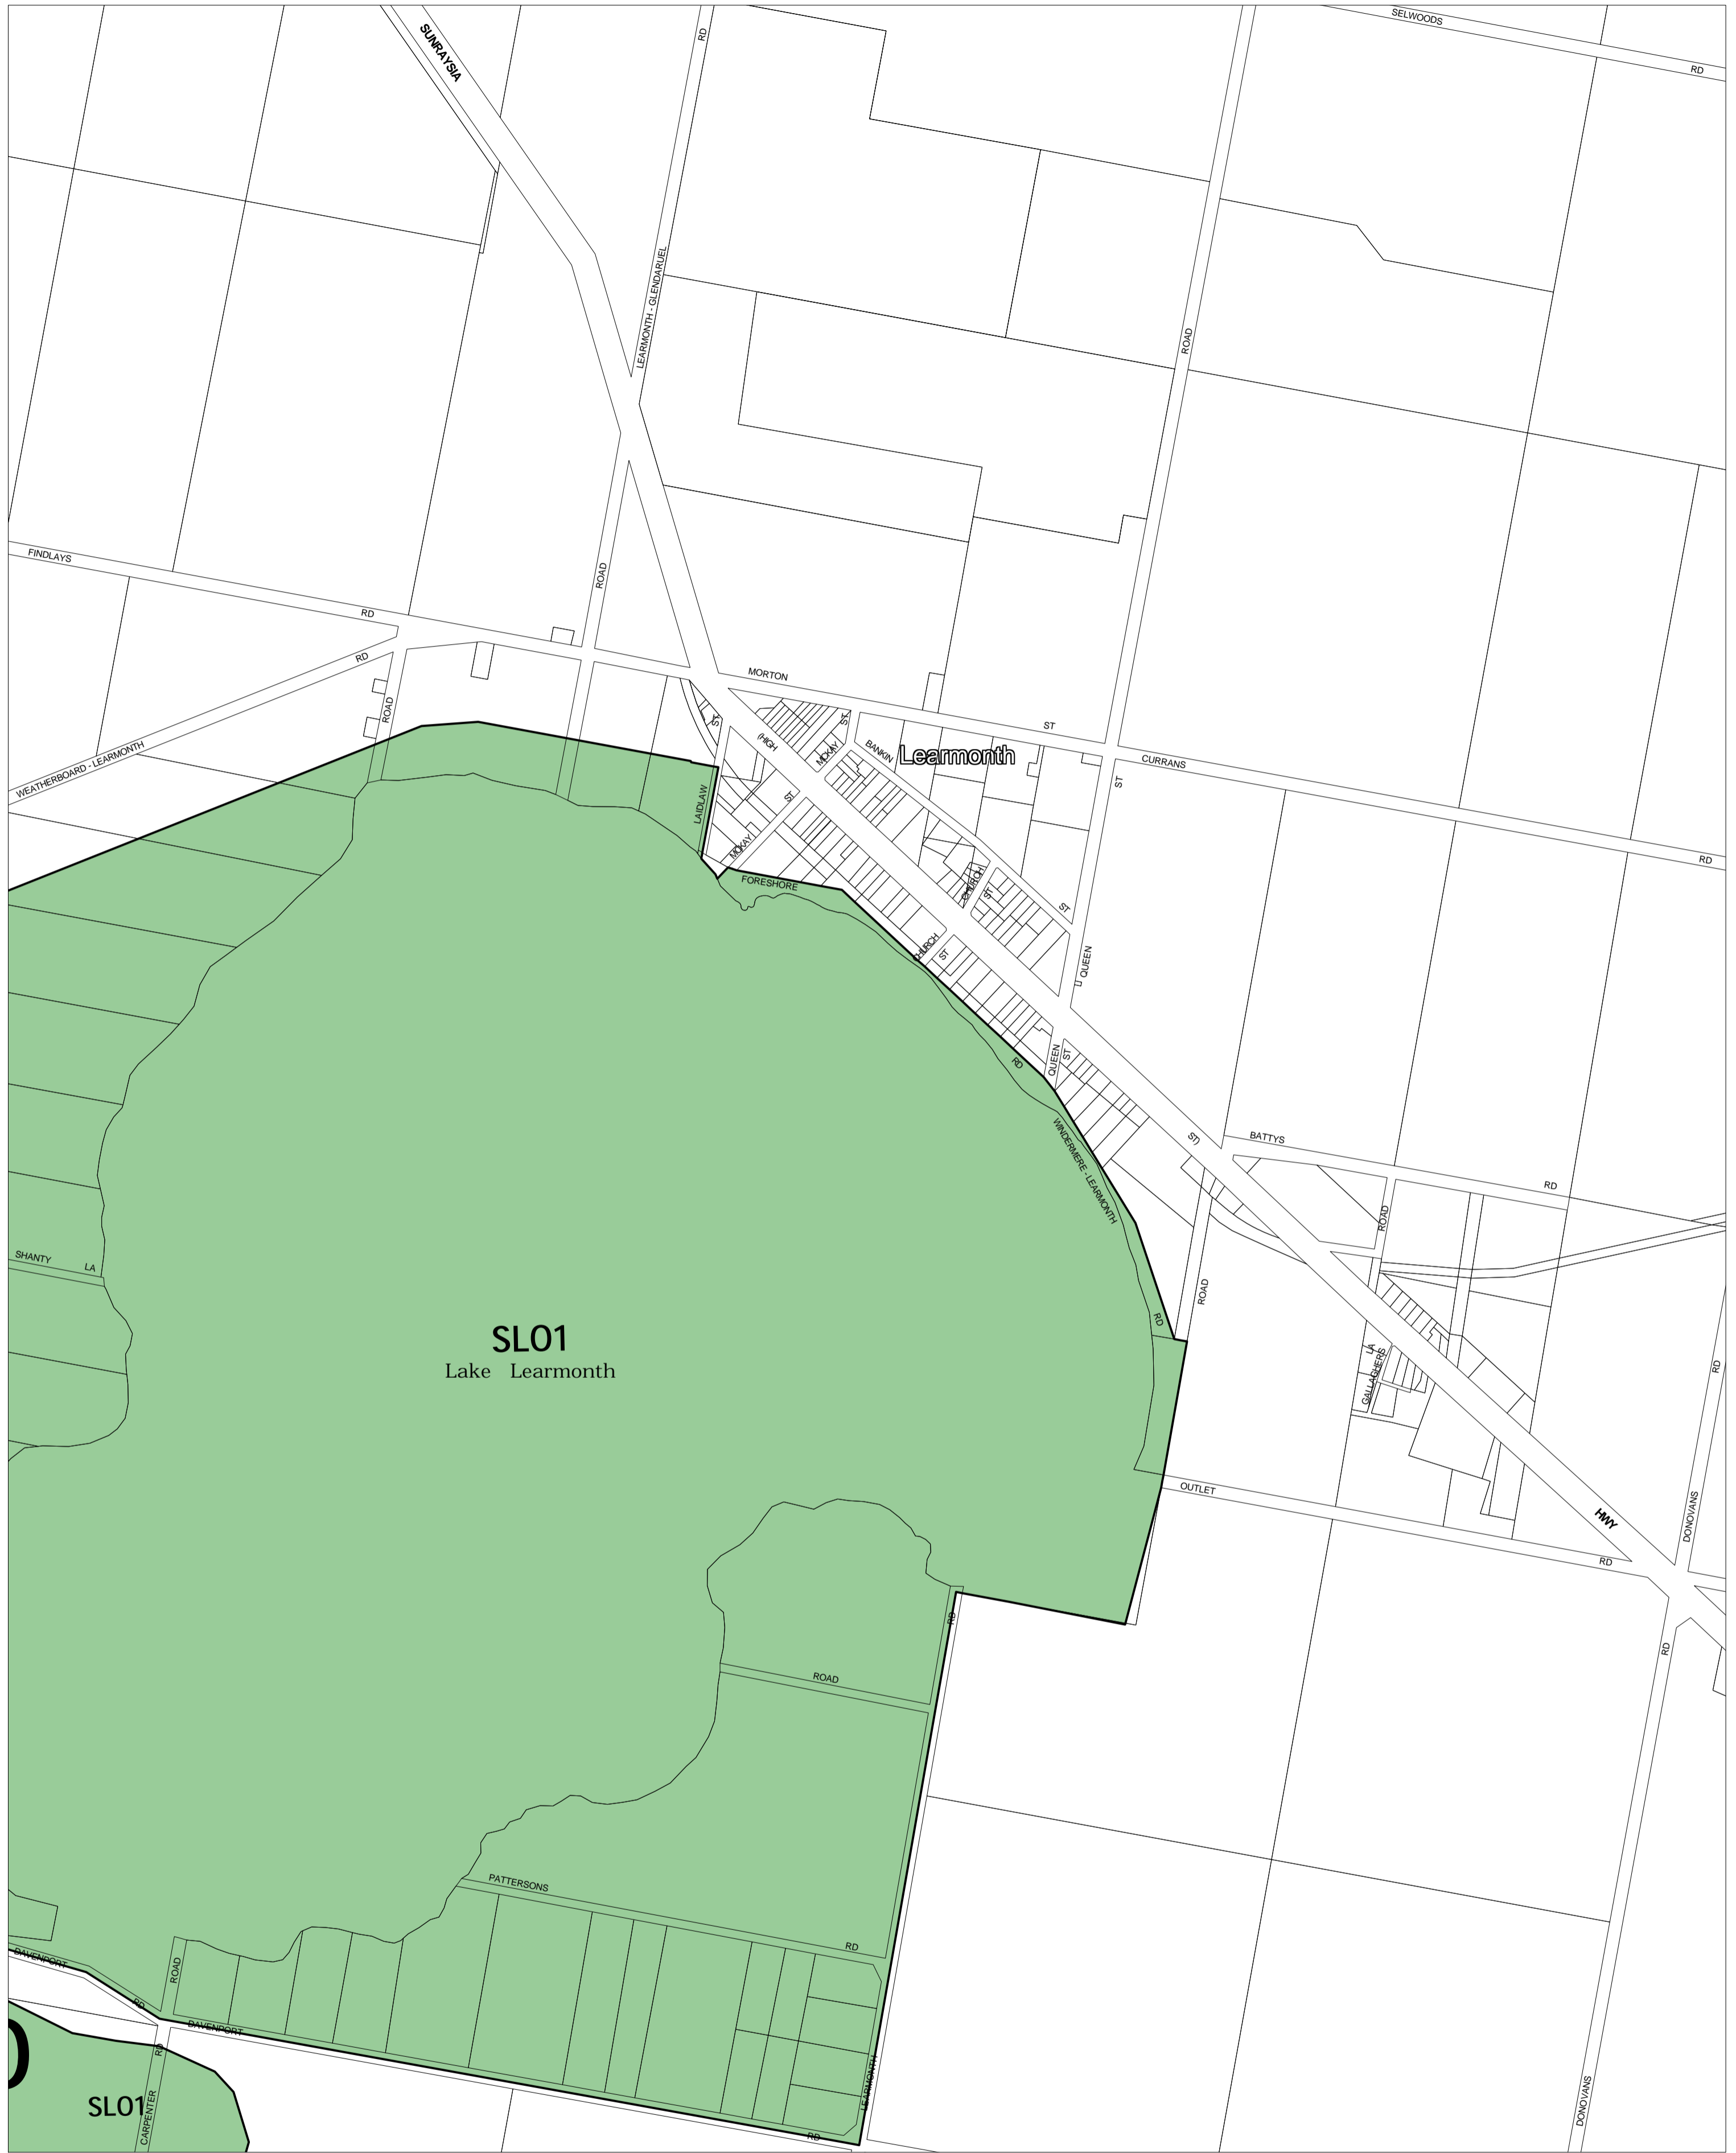 SELWOODS
RD
SUNRAYSIA
RD
LEARMONTH - GLENDARUEL
ROAD
FINDLAYS
RD
ROAD
RD
ROAD
WEATHERBOARD - LEARMONTH
MORTON
ST
ST
ST
(HIGH
MCKAY
BANKIN
Learmonth
CURRANS
RD
ST
LAIDLAW
ST
MCKAY
FORESHORE
CHURCH
ST
ST
CHURCH
ST
QUEEN
RD
QUEEN
ST
WINDERMERE - LEARMONTH
ST)
BATTYS
RD
ROAD
ROAD
RD
SHANTY
LA
SL01
Lake Learmonth
LA
GALLAGHERS
RD
OUTLET
HWY
DONOVANS
RD
RD
RD
ROAD
PATTERSONS
RD
DAVENPORT
ROAD
RD
DAVENPORT
RD
SL01
CARPENTER
LEARMONTH
RD
DONOVANS